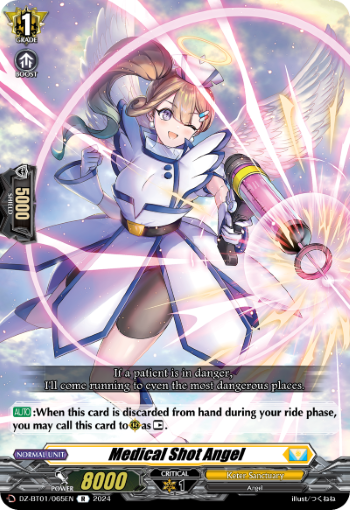 1
GRADE
BOOST
5000
SHIELD
If a patient is in danger,
I'll come running to even the most dangerous places.
AUTO :When this card is discarded from hand during your ride phase,
you may call this card to R as .
NORMAL UNIT
Medical Shot Angel
POWER 8000
CRITICAL
1
Keter Sanctuary
Angel
D DZ-BT01/065EN R 2024
illust/つくねね